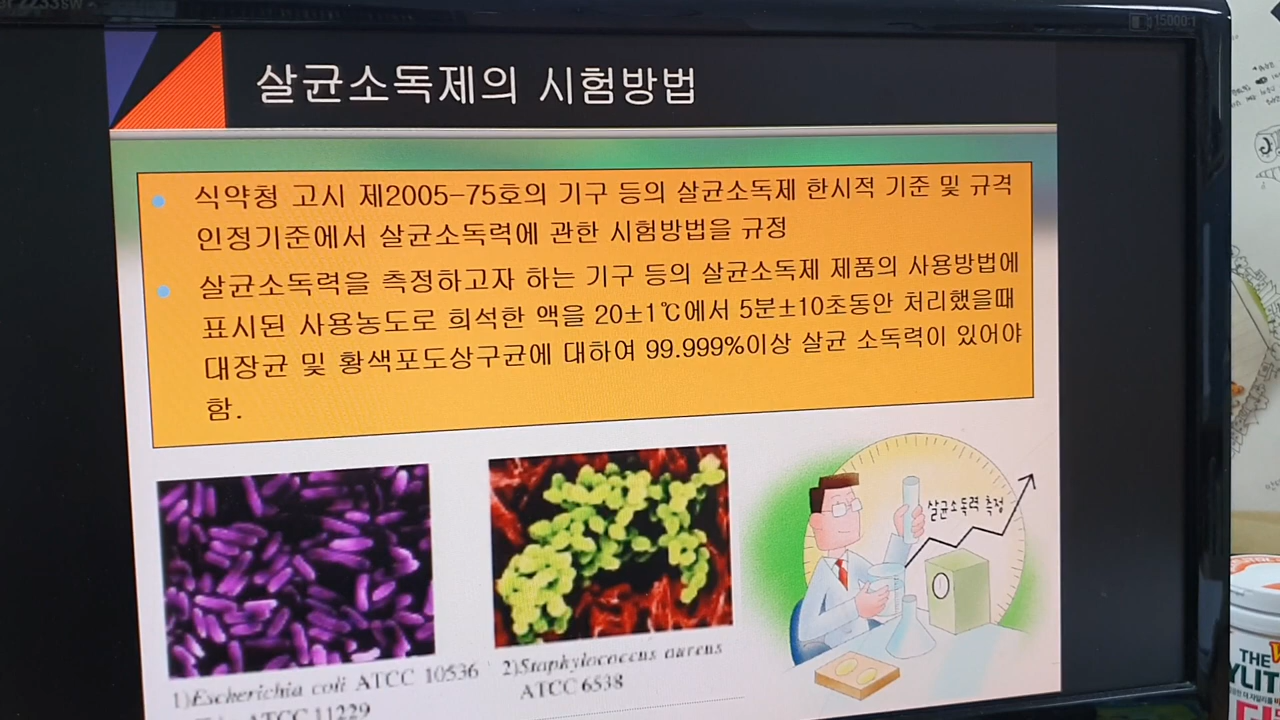 살균소독제의 시험방법
식약청 고시 제2005-75호의 기구 등의 살균소독제 한시적 기준 및 규격
인정기준에서 살균소독력에 관한 시험방법을 규정
살균소독력을 측정하고자 하는 기구 등의 살균소독제 제품의 사용방법에
표시된 사용농도로 희석한 액을 20±1℃에서 5분±10초동안 처리했을때
대장균 및 황색포도상구균에 대하여 99.999%이상 살균 소독력이 있어야
함.
살균소독력 측정
1)Escherichia coli ATCC 10536
ATCC 11229
2)Staphylococcus aureus
ATCC 6538
15000:1
THE